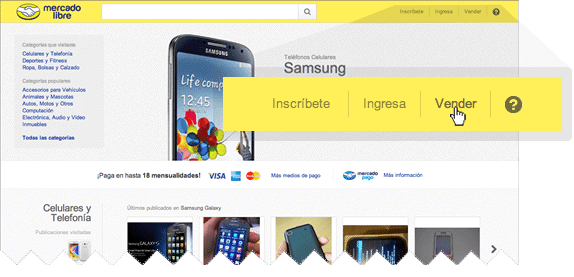 mercado
libre
Inscríbete Ingresa Vender ?
Categorías que visitaste
Celulares y Telefonía
Deportes y Fitness
Ropa, Bolsas y Calzado
Categorías populares
Accesorios para Vehículos
Animales y Mascotas
Autos, Motos y Otros
Computación
Electrónica, Audio y Video
Inmuebles
Todas las categorías
Life compa
Teléfonos Celulares
Samsung
Inscríbete Ingresa Vender ?
¡Paga en hasta 18 mensualidades! VISA Más medios de pago mercado pago Más información
Celulares y
Telefonía
Publicaciones visitadas
Últimos publicados en Samsung Galaxy
SAMSUNG GALAXY S